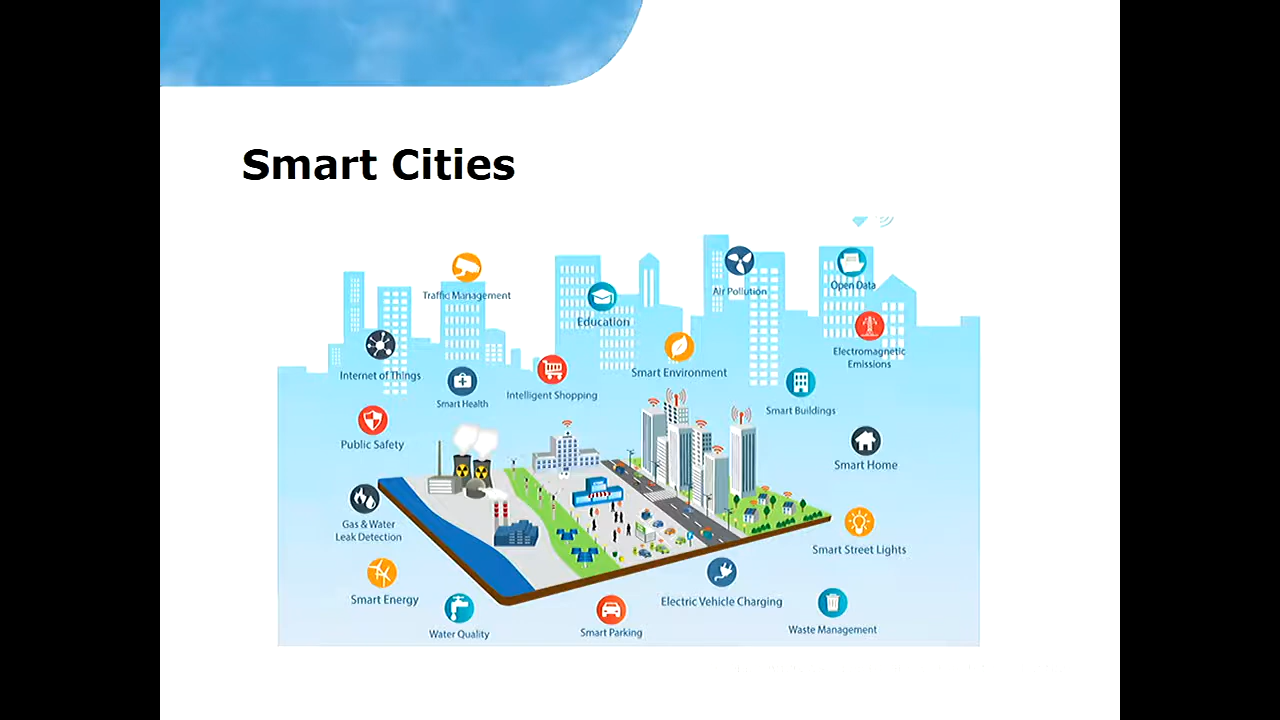 Smart Cities
Traffic Management
Education
Air Pollution
Open Data
Internet of Things
Smart Health
Intelligent Shopping
Smart Environment
Electromagnetic
Emissions
Smart Buildings
Public Safety
Smart Home
Gas & Water
Leak Detection
Smart Street Lights
Smart Energy
Water Quality
Smart Parking
Electric Vehicle Charging
Waste Management